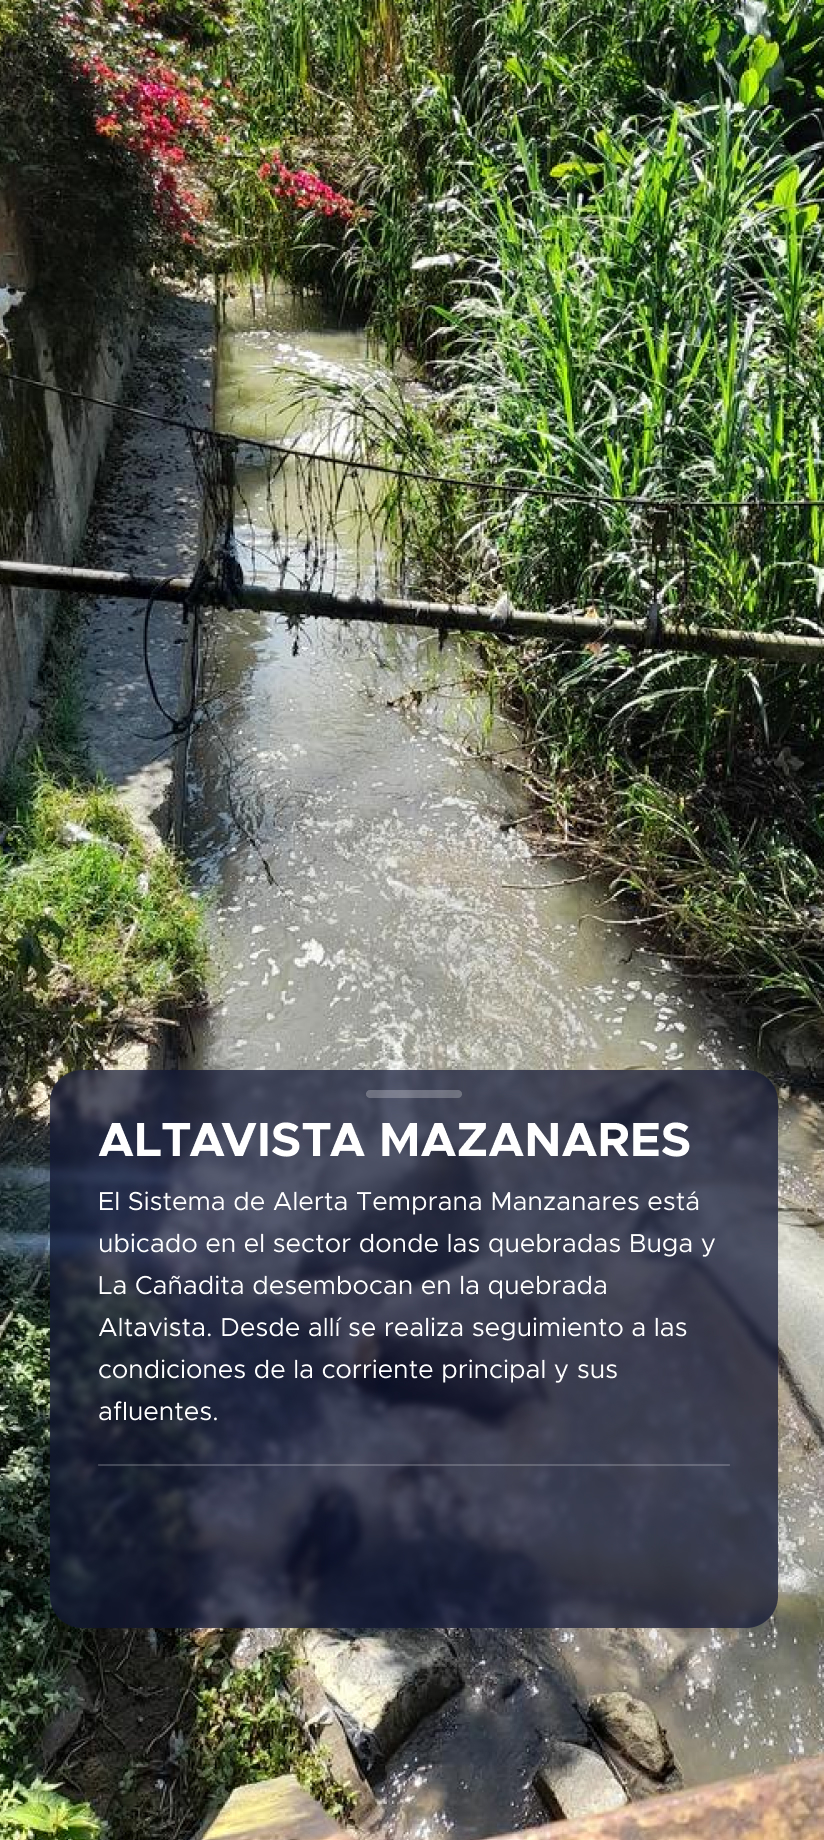 ALTAVISTA MAZANARES
El Sistema de Alerta Temprana Manzanares está
ubicado en el sector donde las quebradas Buga y
La Cañadita desembocan en la quebrada
Altavista. Desde allí se realiza seguimiento a las
condiciones de la corriente principal y sus
afluentes.